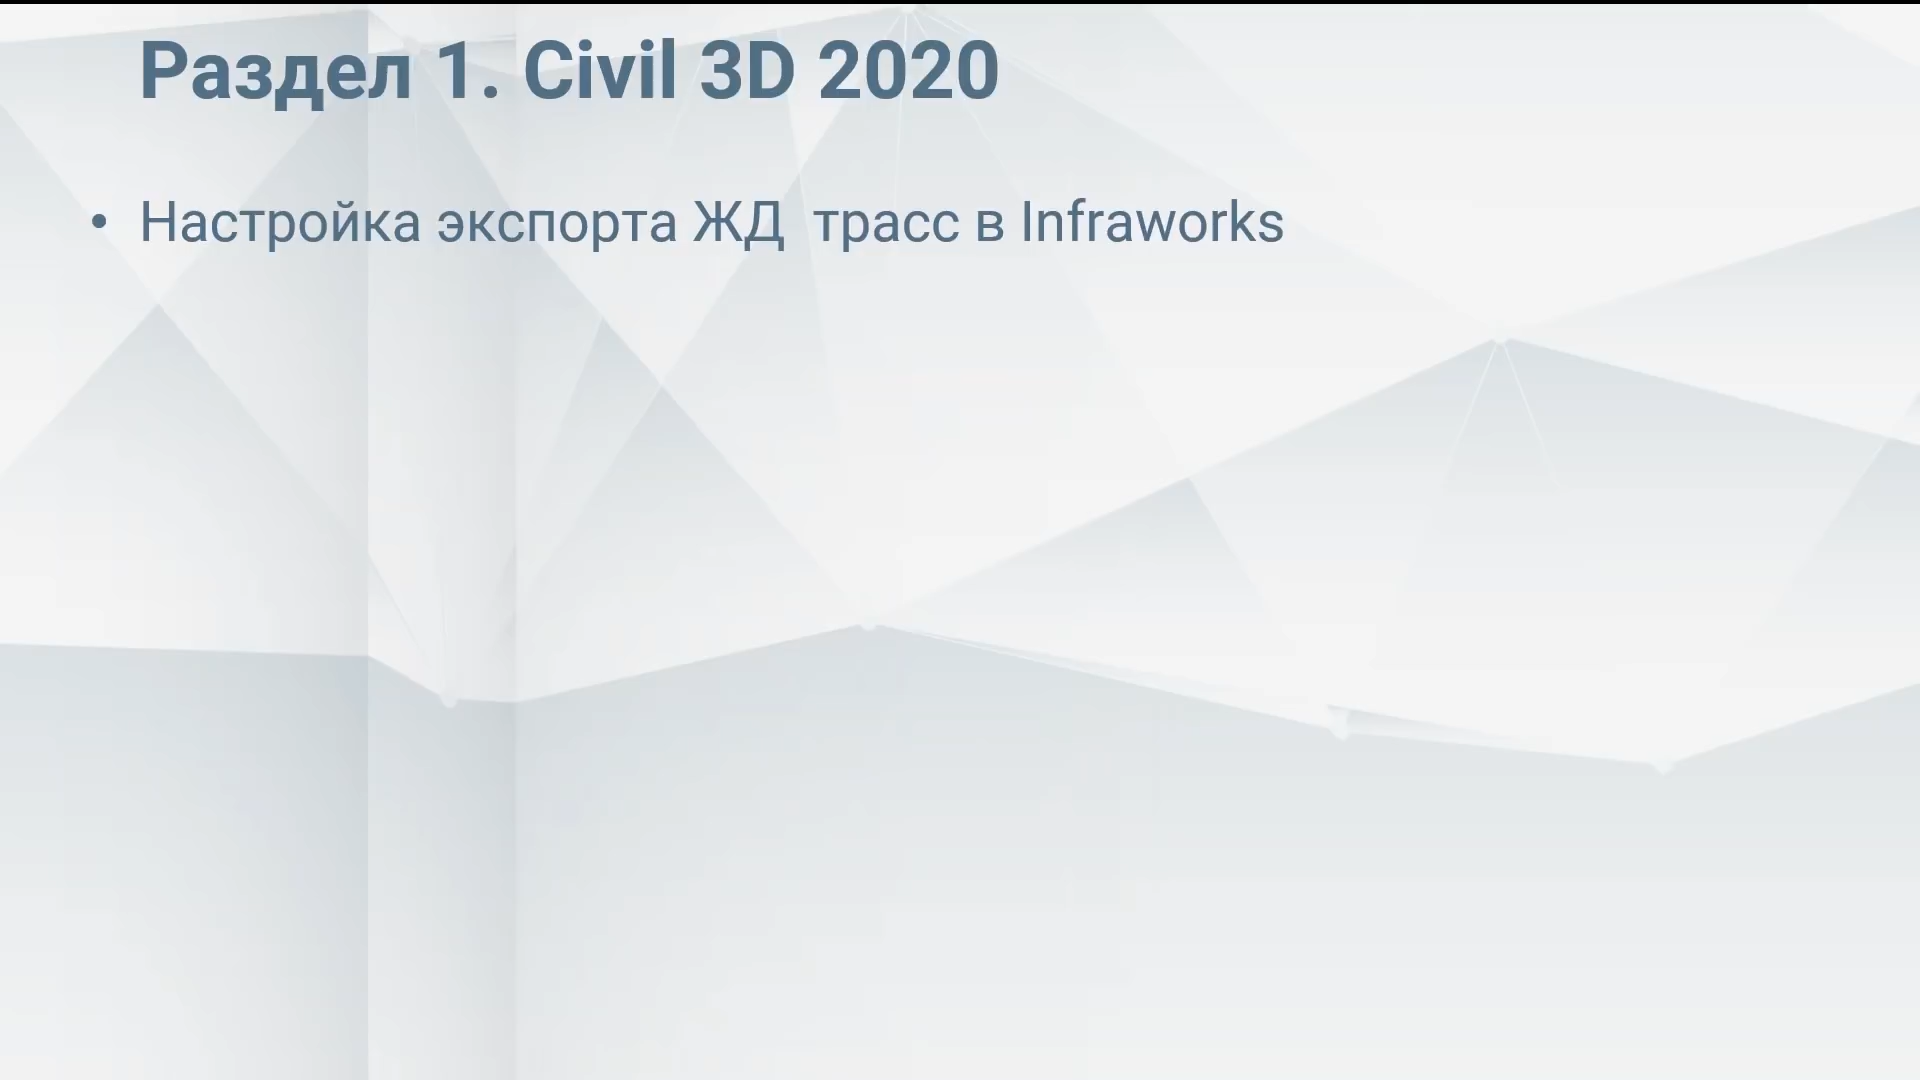 Раздел 1. Civil 3D 2020
• Настройка экспорта ЖД  трасс в Infraworks